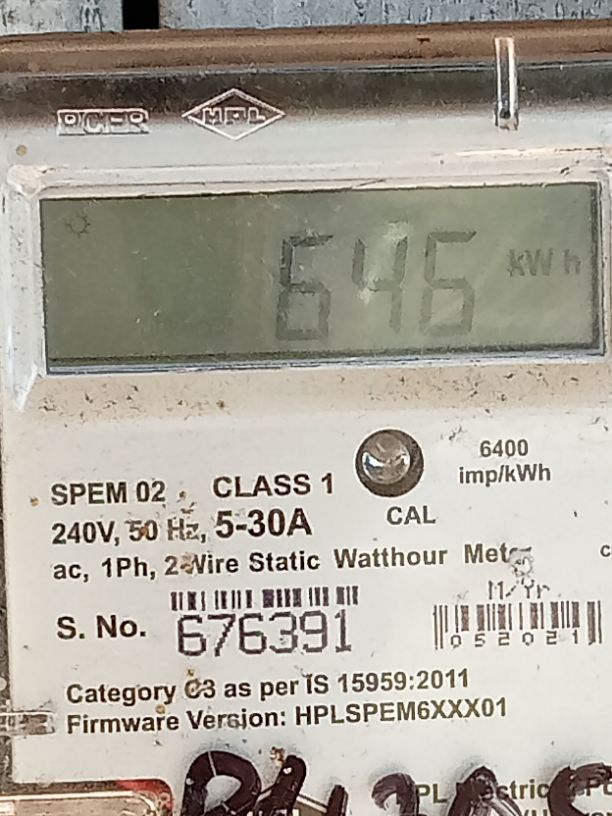 HPL
646 kWh
6400
imp/kWh
SPEM 02 CLASS 1
CAL
240V, 50 Hz, 5-30A
ac, 1Ph, 2-Wire Static Watthour Meter
M/Yr
S. No. 676391
052021
Category C3 as per IS 15959:2011
Firmware Version: HPLSPEM6XXX01